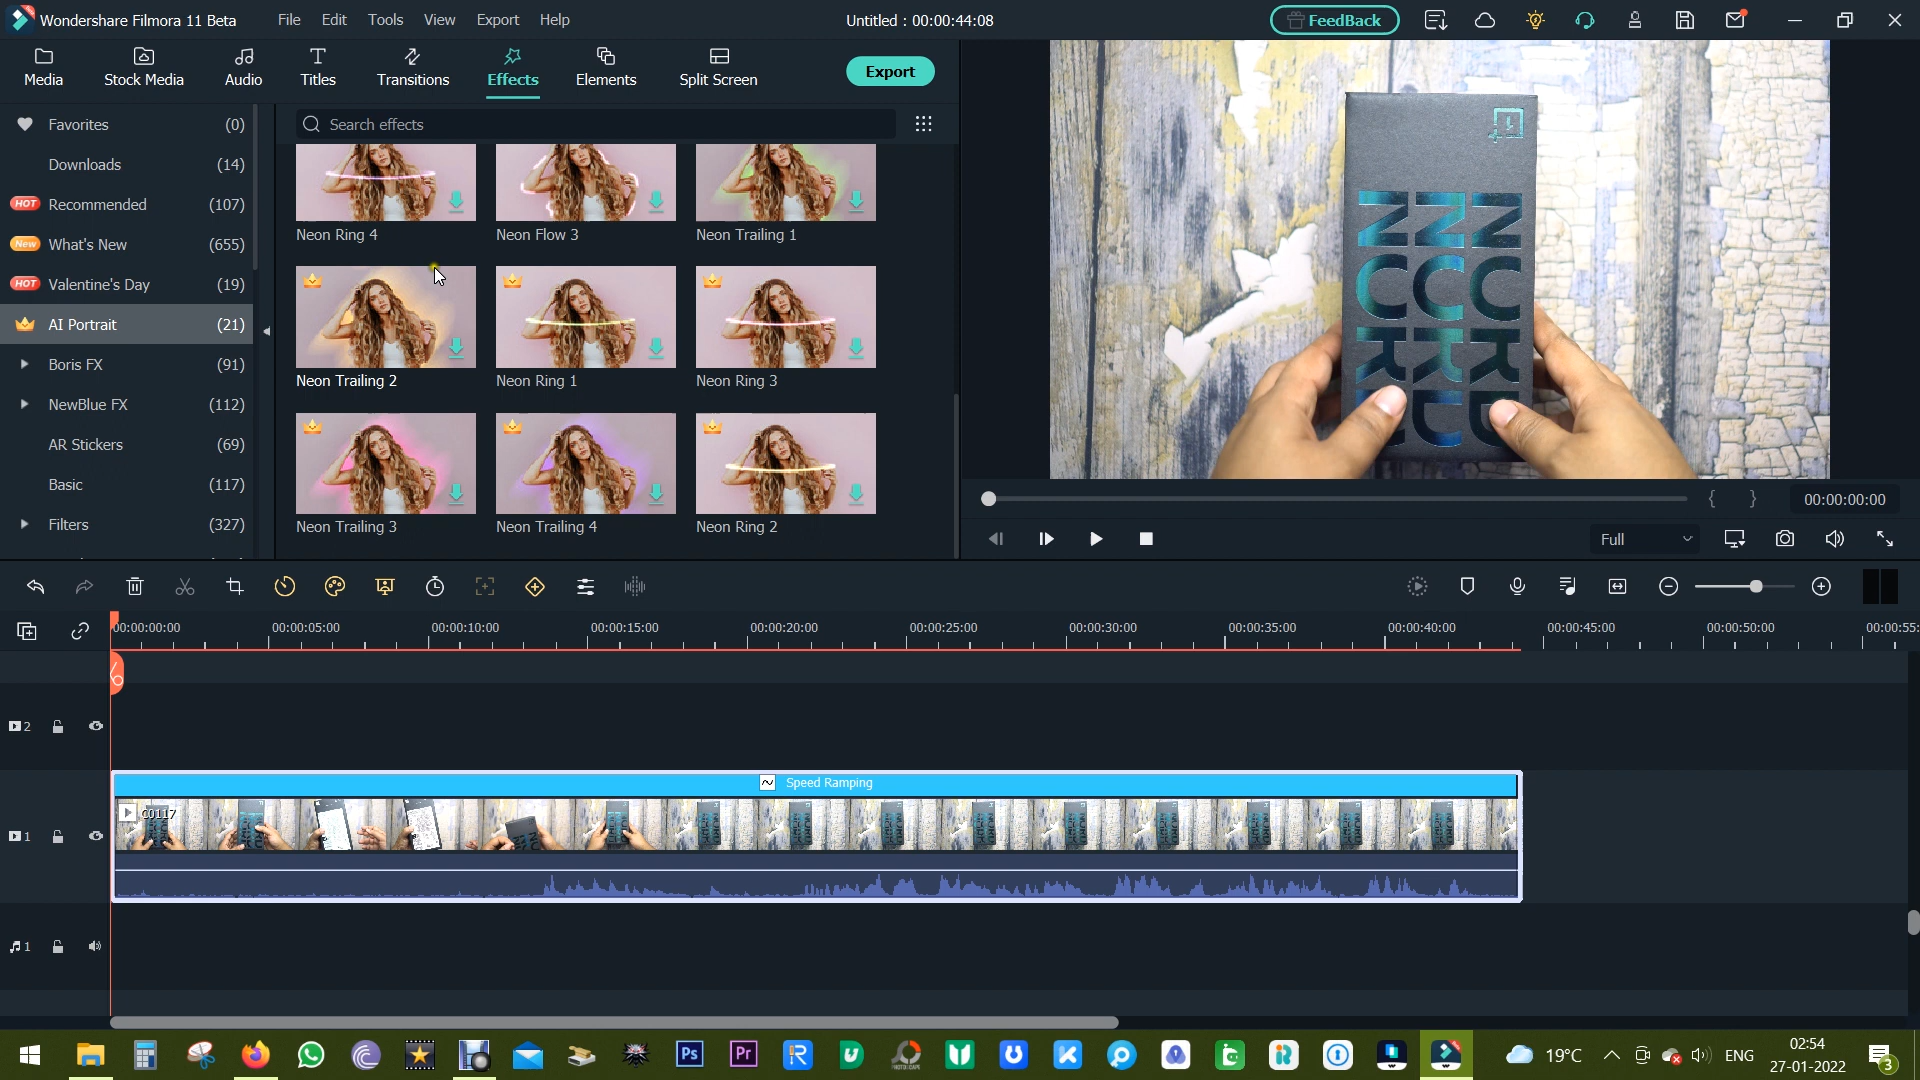 Wondershare Filmora 11 Beta
File
Edit
Tools
View
Export
Help
Untitled : 00:00:44:08
FeedBack
Media
Stock Media
Audio
Titles
Transitions
Effects
Elements
Split Screen
Export
Favorites (0)
Downloads (14)
HOT Recommended (107)
New What's New (655)
HOT Valentine's Day (19)
AI Portrait (21)
Boris FX (91)
NewBlue FX (112)
AR Stickers (69)
Basic (117)
Filters (327)
Search effects
Neon Ring 4
Neon Flow 3
Neon Trailing 1
Neon Trailing 2
Neon Ring 1
Neon Ring 3
Neon Trailing 3
Neon Trailing 4
Neon Ring 2
NORD
NORD
NORD
00:00:00:00
Full
00:00:00:00
00:00:05:00
00:00:10:00
00:00:15:00
00:00:20:00
00:00:25:00
00:00:30:00
00:00:35:00
00:00:40:00
00:00:45:00
00:00:50:00
00:00:55:
2
Speed Ramping
C0117
1
1
Ps
Pr
19°C
ENG
02:54
27-01-2022
3